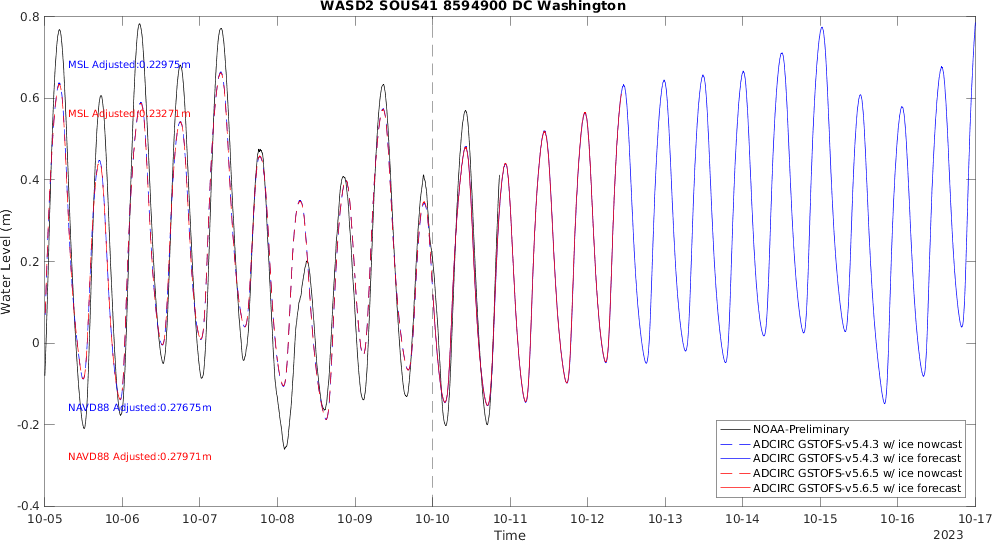 WASD2 SOUS41 8594900 DC Washington
0.8
0.6
0.4
0.2
0
-0.2
-0.4
Water Level (m)
MSL Adjusted:0.22975m
MSL Adjusted:0.23271m
NAVD88 Adjusted:0.27675m
NAVD88 Adjusted:0.27971m
NOAA-Preliminary
ADCIRC GSTOFS-v5.4.3 w/ ice nowcast
ADCIRC GSTOFS-v5.4.3 w/ ice forecast
ADCIRC GSTOFS-v5.6.5 w/ ice nowcast
ADCIRC GSTOFS-v5.6.5 w/ ice forecast
10-05 10-06 10-07 10-08 10-09 10-10 10-11 10-12 10-13 10-14 10-15 10-16 10-17
Time
2023